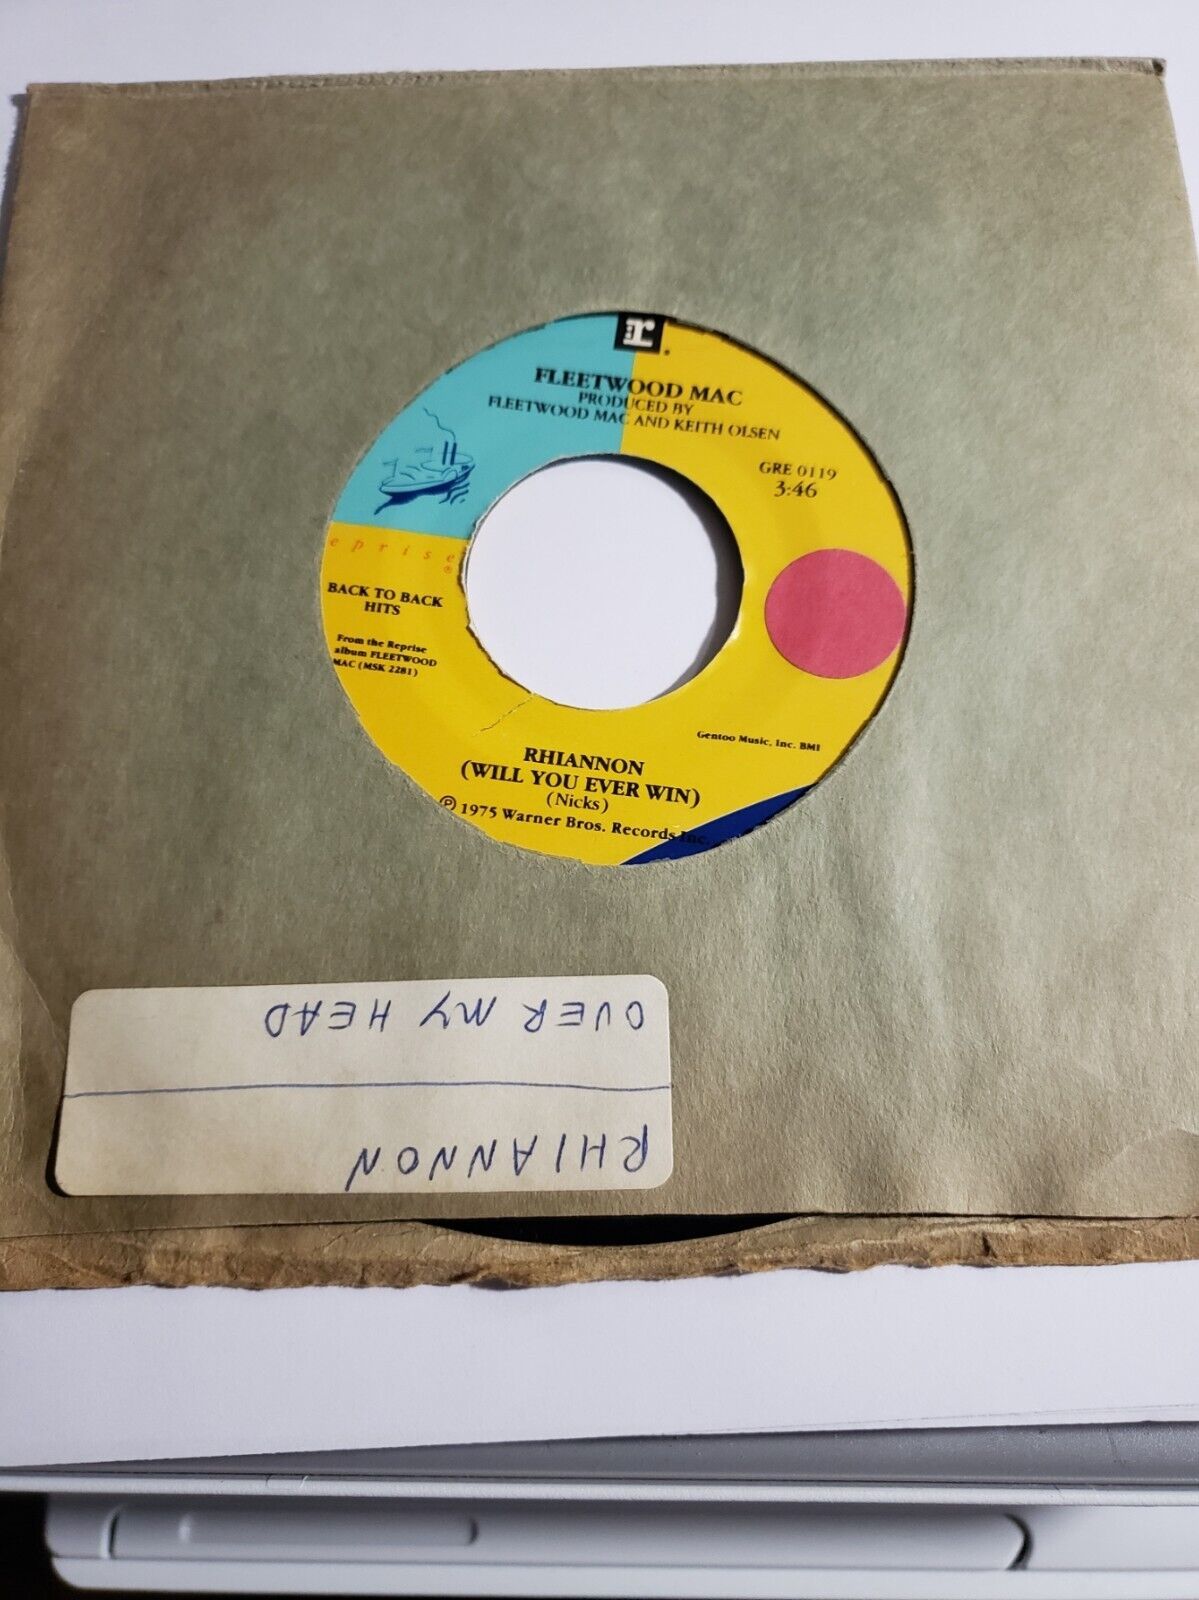 r
FLEETWOOD MAC
PRODUCED BY
FLEETWOOD MAC AND KEITH OLSEN
GRE 0119
3:46
eprise®
BACK TO BACK
HITS
From the Reprise
album FLEETWOOD
MAC (MSK 2281)
Gentoo Music, Inc. BMI
RHIANNON
(WILL YOU EVER WIN)
(Nicks)
℗ 1975 Warner Bros. Records Inc.
RHIANNON
OVER MY HEAD